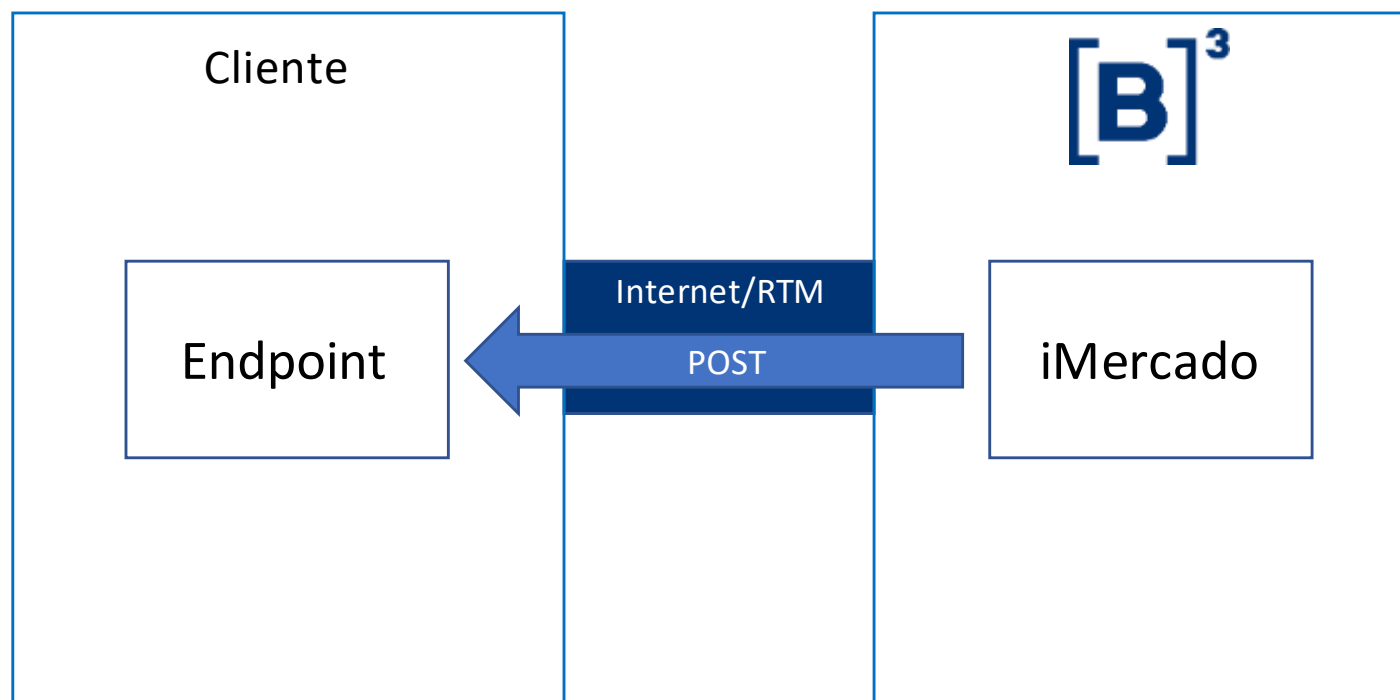 Cliente
[B]³
Internet/RTM
Endpoint
POST
iMercado